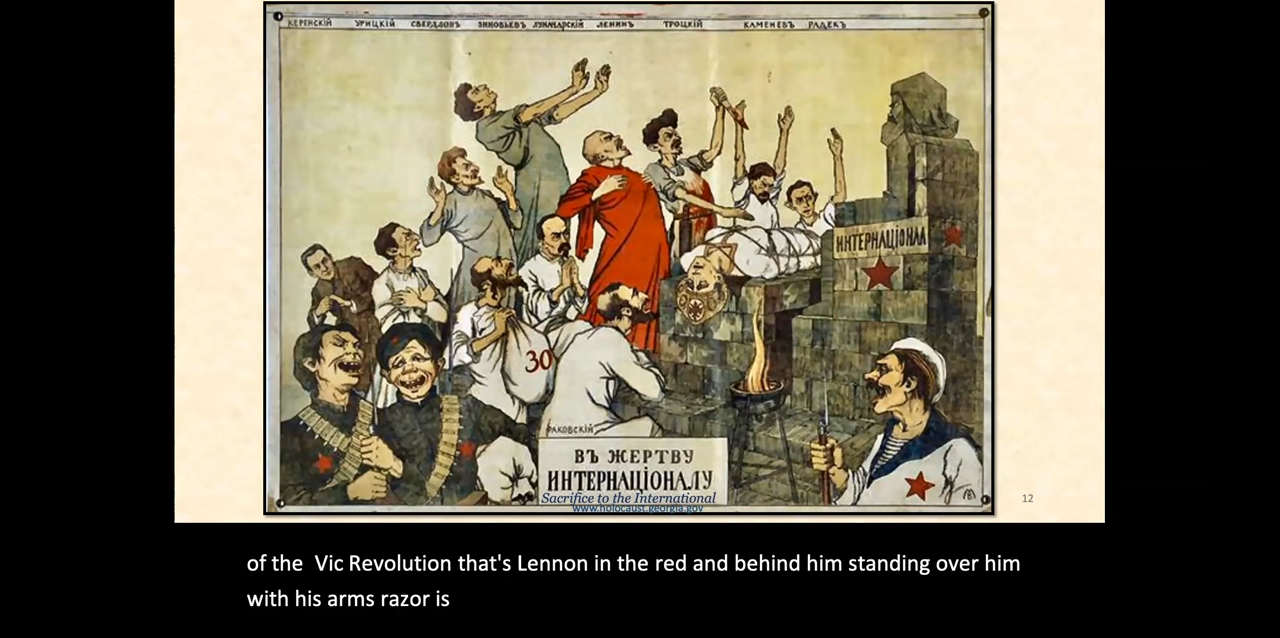 КЕРЕНСКІЙ УРИЦКІЙ СВЕРДЛОВЪ ЗИНОВЬЕВЪ ЛУНАЧАРСКІЙ ЛЕНИНЪ ТРОЦКІЙ КАМЕНЕВЪ РАДЕКЪ
ИНТЕРНАЦІОНАЛ
30
РАКОВСКІЙ
ВЪ ЖЕРТВУ
ИНТЕРНАЦІОНАЛУ
Sacrifice to the International
www.holocaust.georgia.gov
12
of the Vic Revolution that's Lennon in the red and behind him standing over him
with his arms razor is